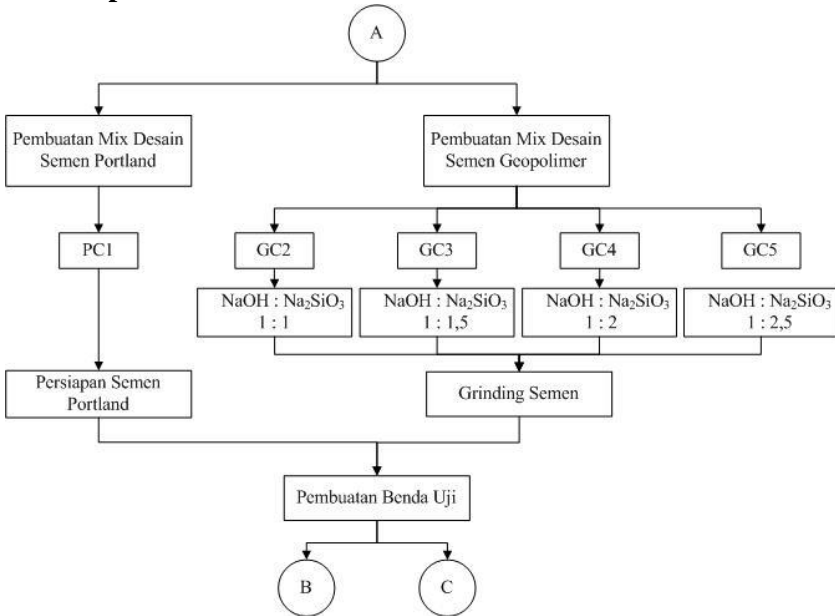 A
Pembuatan Mix Desain
Semen Portland
Pembuatan Mix Desain
Semen Geopolimer
PC1
GC2
GC3
GC4
GC5
NaOH : Na₂SiO₃
1 : 1
NaOH : Na₂SiO₃
1 : 1,5
NaOH : Na₂SiO₃
1 : 2
NaOH : Na₂SiO₃
1 : 2,5
Persiapan Semen
Portland
Grinding Semen
Pembuatan Benda Uji
B
C